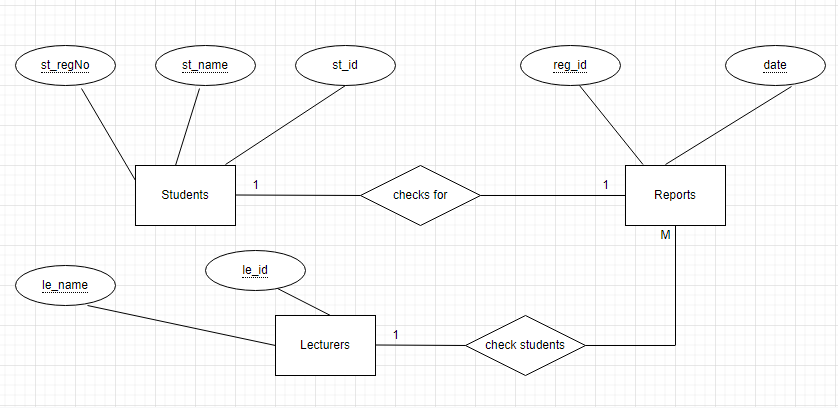 st_regNo
st_name
st_id
reg_id
date
1
1
Students
checks for
Reports
M
le_id
le_name
1
Lecturers
check students